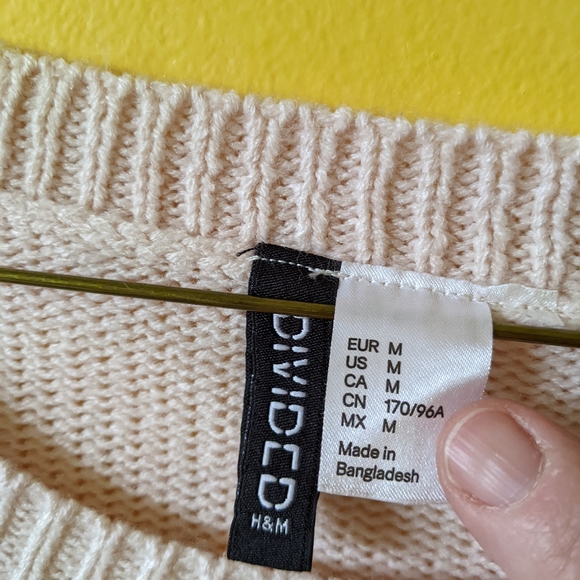 DIVIDED
H&M
EUR M
US M
CA M
CN 170/96A
MX M
Made in
Bangladesh